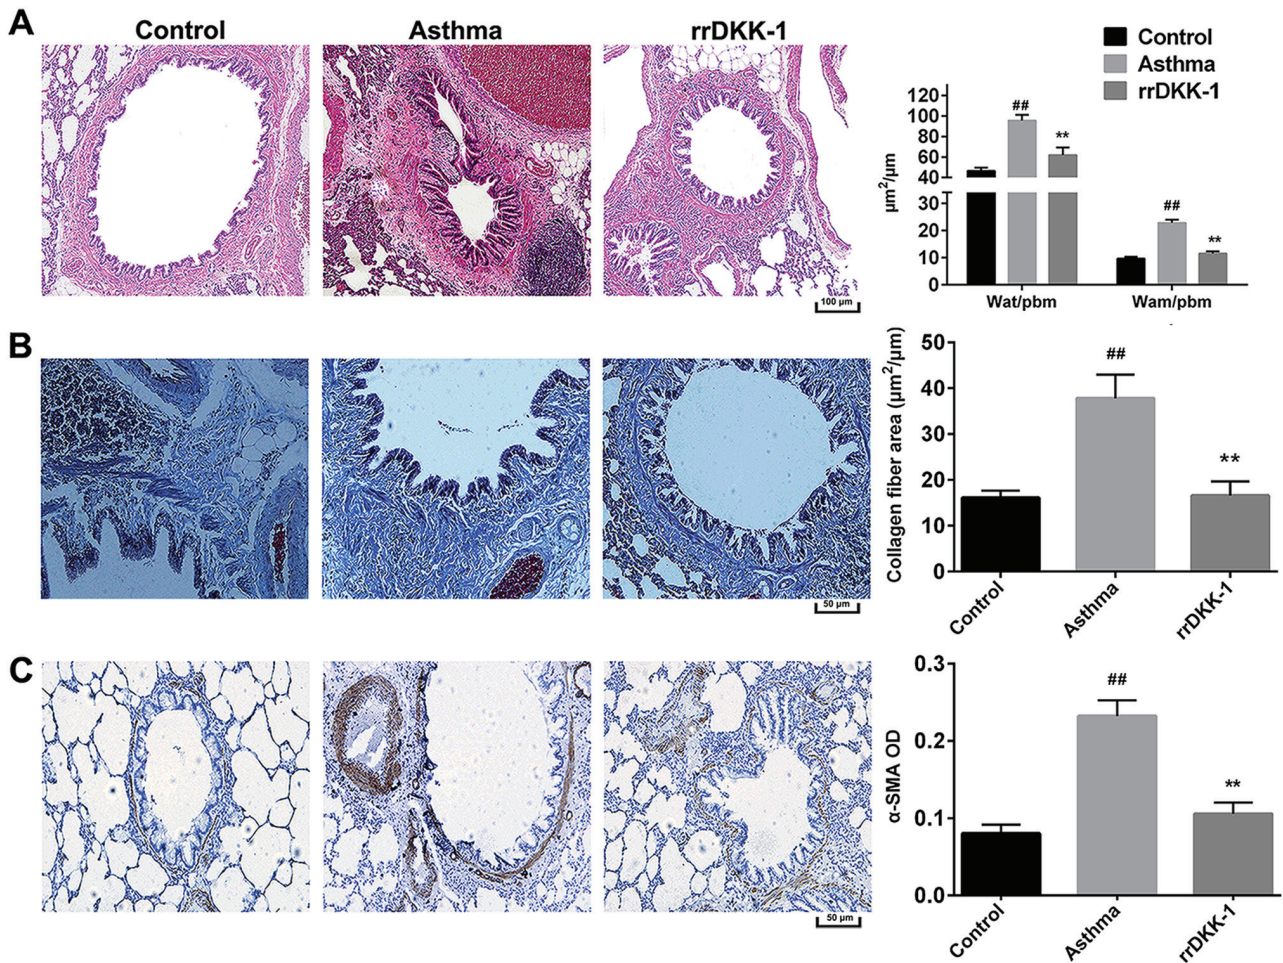 A
Control
Asthma
rrDKK-1
100 µm
Control
Asthma
rrDKK-1
µm²/µm
120
100
80
60
40
30
20
10
0
##
**
##
**
Wat/pbm
Wam/pbm
B
50 µm
Collagen fiber area (µm²/µm)
50
40
30
20
10
0
##
**
Control
Asthma
rrDKK-1
C
50 µm
α-SMA OD
0.3
0.2
0.1
0.0
##
**
Control
Asthma
rrDKK-1